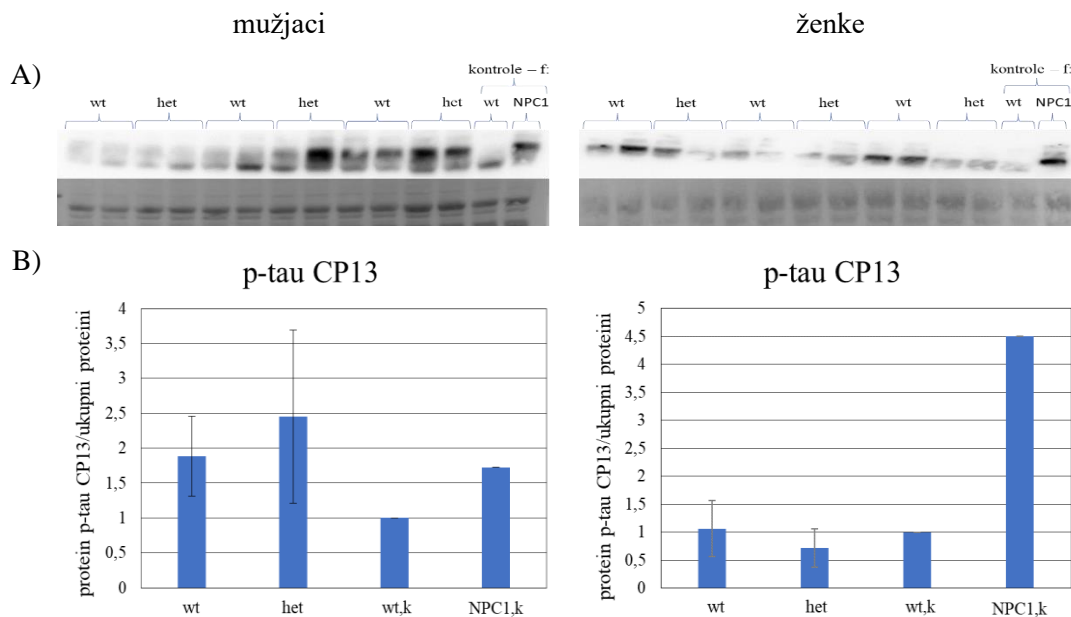 mužjaci
ženke
A)
kontrole – f:
wt het wt het wt het wt NPC1
kontrole – f:
wt het wt het wt het wt NPC1
B)
p-tau CP13
protein p-tau CP13/ukupni proteini
4
3,5
3
2,5
2
1,5
1
0,5
0
wt het wt,k NPC1,k
p-tau CP13
protein p-tau CP13/ukupni proteini
5
4,5
4
3,5
3
2,5
2
1,5
1
0,5
0
wt het wt,k NPC1,k